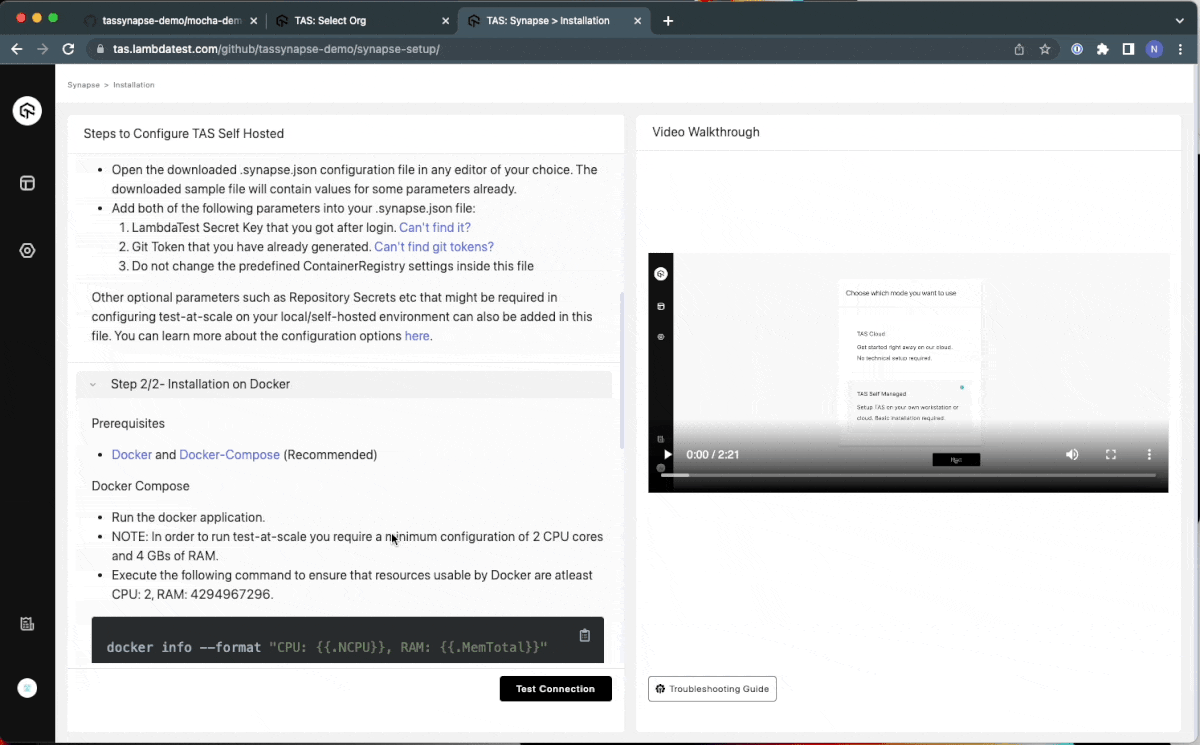 tassynapse-demo/mocha-dem
TAS: Select Org
TAS: Synapse > Installation
tas.lambdatest.com/github/tassynapse-demo/synapse-setup/
N
Synapse > Installation
Steps to Configure TAS Self Hosted
• Open the downloaded .synapse.json configuration file in any editor of your choice. The
downloaded sample file will contain values for some parameters already.
• Add both of the following parameters into your .synapse.json file:
1. LambdaTest Secret Key that you got after login. Can't find it?
2. Git Token that you have already generated. Can't find git tokens?
3. Do not change the predefined ContainerRegistry settings inside this file
Other optional parameters such as Repository Secrets etc that might be required in
configuring test-at-scale on your local/self-hosted environment can also be added in this
file. You can learn more about the configuration options here.
Step 2/2- Installation on Docker
Prerequisites
• Docker and Docker-Compose (Recommended)
Docker Compose
• Run the docker application.
• NOTE: In order to run test-at-scale you require a minimum configuration of 2 CPU cores
and 4 GBs of RAM.
• Execute the following command to ensure that resources usable by Docker are atleast
CPU: 2, RAM: 4294967296.
docker info --format "CPU: {{.NCPU}}, RAM: {{.MemTotal}}"
Test Connection
Video Walkthrough
Choose which mode you want to use
TAS Cloud
Get started right away on our cloud.
No technical setup required.
TAS Self Managed
Setup TAS on your own workstation or
cloud. Basic installation required.
0:00 / 2:21
Troubleshooting Guide